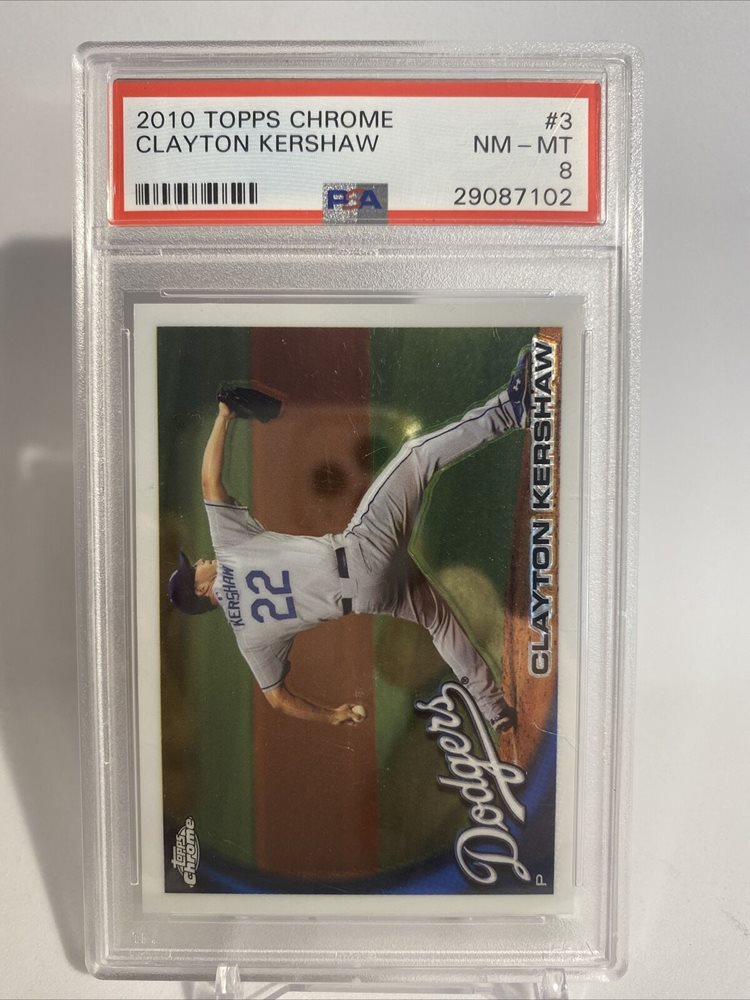 2010 TOPPS CHROME #3
CLAYTON KERSHAW NM - MT
8
PSA 29087102
KERSHAW
22
CLAYTON KERSHAW
Dodgers®
P
topps
Chrome